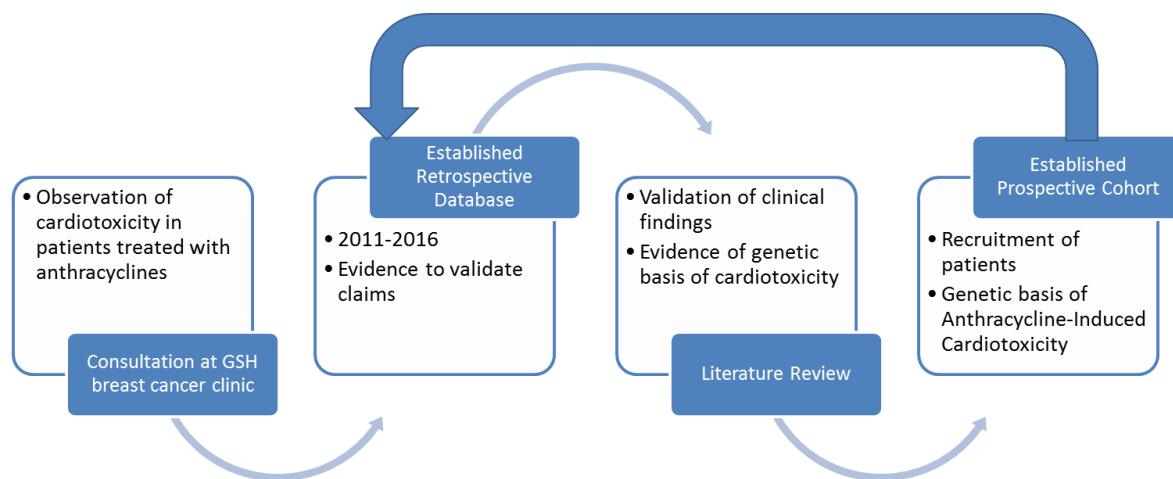 • Observation of
cardiotoxicity in
patients treated with
anthracyclines
Consultation at GSH
breast cancer clinic
Established
Retrospective
Database
• 2011-2016
• Evidence to validate
claims
• Validation of clinical
findings
• Evidence of genetic
basis of cardiotoxicity
Literature Review
Established
Prospective Cohort
• Recruitment of
patients
• Genetic basis of
Anthracycline-Induced
Cardiotoxicity